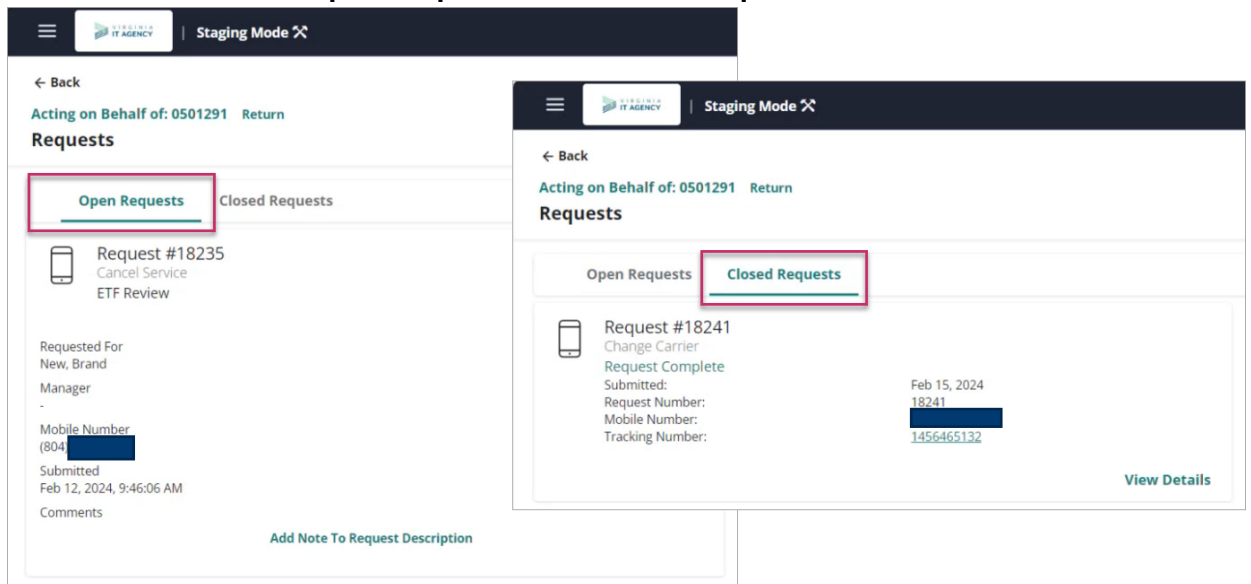 VIRGINIA
IT AGENCY
| Staging Mode
← Back
Acting on Behalf of: 0501291 Return
Requests
Open Requests Closed Requests
Request #18235
Cancel Service
ETF Review
Requested For
New, Brand
Manager
-
Mobile Number
(804)
Submitted
Feb 12, 2024, 9:46:06 AM
Comments
Add Note To Request Description
VIRGINIA
IT AGENCY
| Staging Mode
← Back
Acting on Behalf of: 0501291 Return
Requests
Open Requests Closed Requests
Request #18241
Change Carrier
Request Complete
Submitted: Feb 15, 2024
Request Number: 18241
Mobile Number:
Tracking Number: 1456465132
View Details